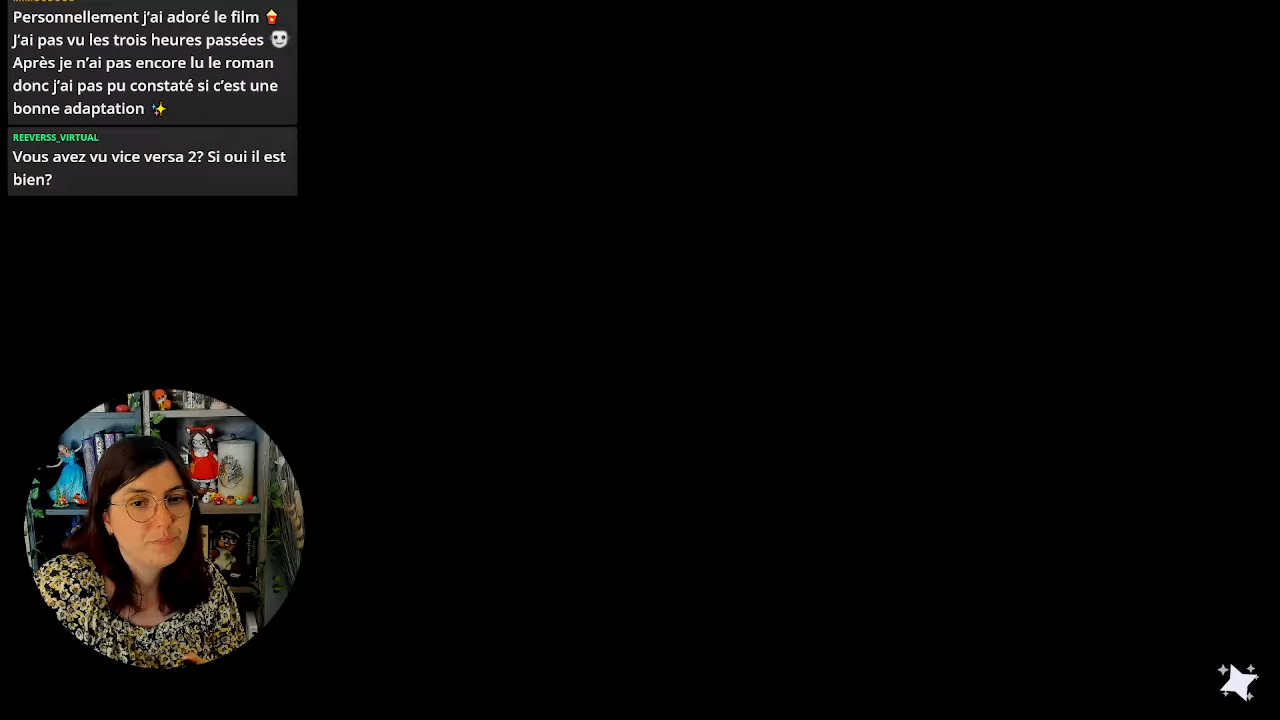 Personnellement j'ai adoré le film
J'ai pas vu les trois heures passées
Après je n'ai pas encore lu le roman
donc j'ai pas pu constaté si c'est une
bonne adaptation
REEVERSS_VIRTUAL
Vous avez vu vice versa 2? Si oui il est
bien?